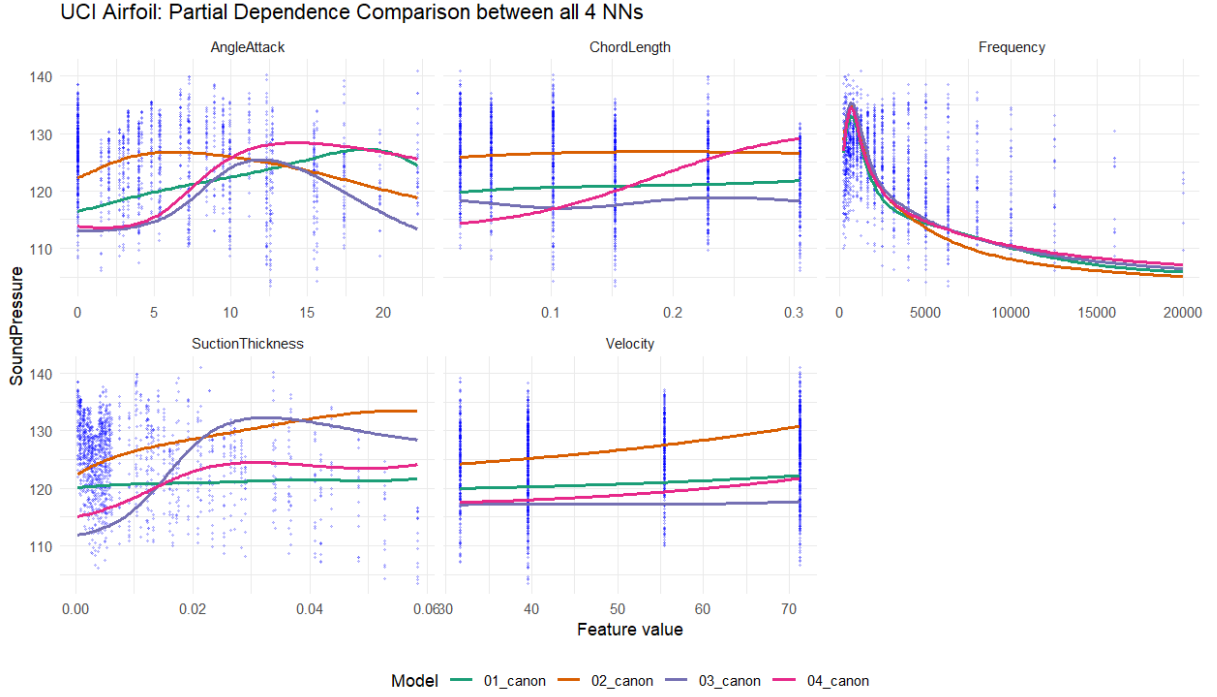 UCI Airfoil: Partial Dependence Comparison between all 4 NNs
AngleAttack
ChordLength
Frequency
140
130
120
110
0 5 10 15 20
0.1 0.2 0.3
0 5000 10000 15000 20000
SoundPressure
SuctionThickness
Velocity
140
130
120
110
0.00 0.02 0.04 0.06
30 40 50 60 70
Feature value
Model 01_canon 02_canon 03_canon 04_canon